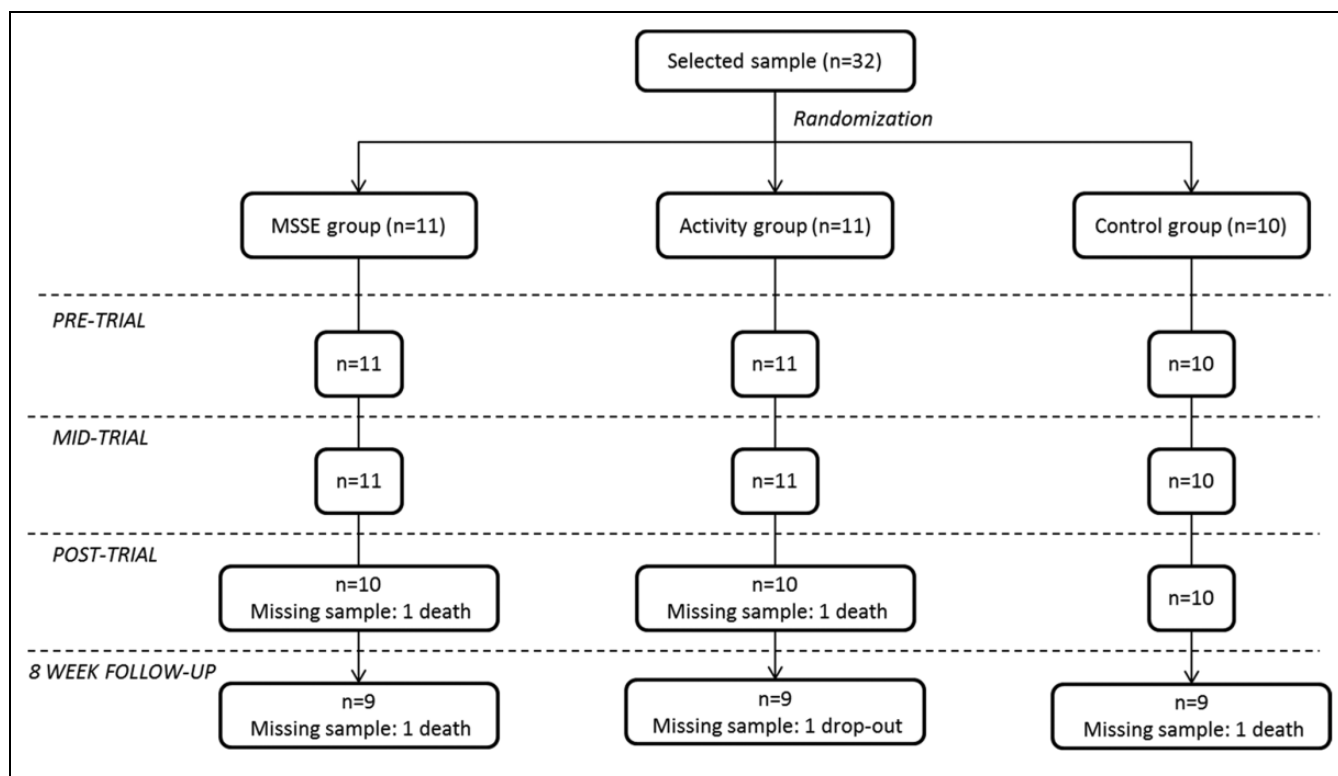 Selected sample (n=32)
Randomization
MSSE group (n=11)
Activity group (n=11)
Control group (n=10)
PRE-TRIAL
n=11
n=11
n=10
MID-TRIAL
n=11
n=11
n=10
POST-TRIAL
n=10
Missing sample: 1 death
n=10
Missing sample: 1 death
n=10
8 WEEK FOLLOW-UP
n=9
Missing sample: 1 death
n=9
Missing sample: 1 drop-out
n=9
Missing sample: 1 death